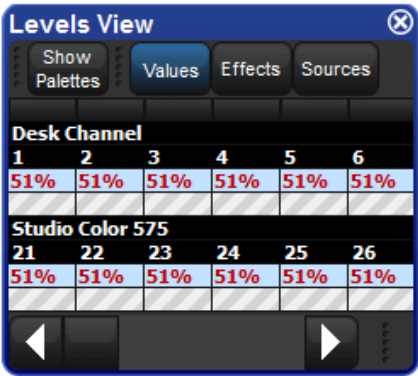 Levels View
Show Palettes Values Effects Sources
Desk Channel
1 2 3 4 5 6
51% 51% 51% 51% 51% 51%
Studio Color 575
21 22 23 24 25 26
51% 51% 51% 51% 51% 51%